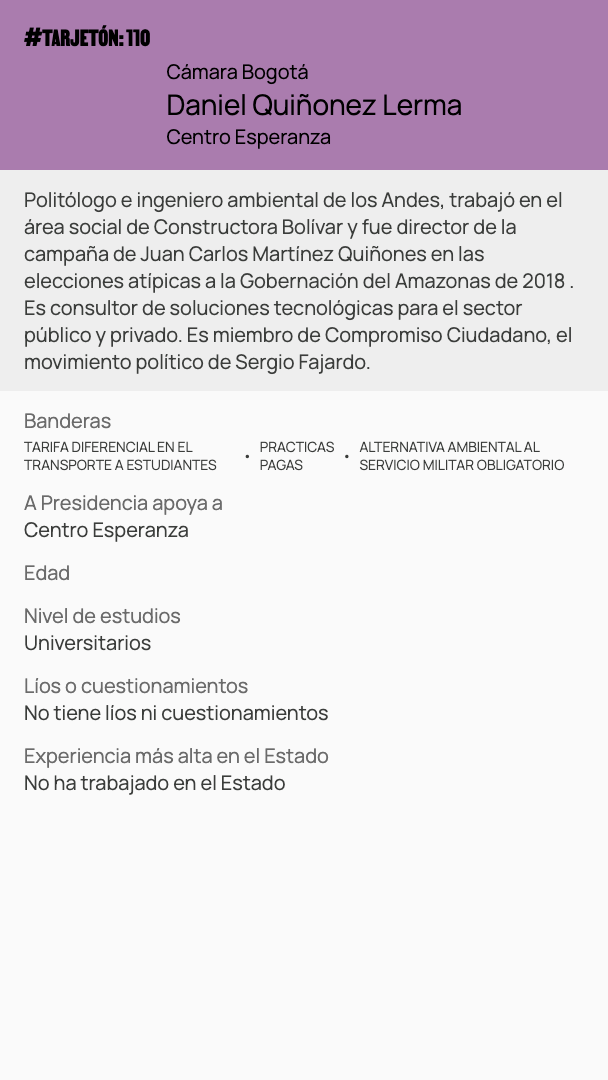 #TARJETÓN: 110
Cámara Bogotá
Daniel Quiñonez Lerma
Centro Esperanza
Politólogo e ingeniero ambiental de los Andes, trabajó en el
área social de Constructora Bolívar y fue director de la
campaña de Juan Carlos Martínez Quiñones en las
elecciones atípicas a la Gobernación del Amazonas de 2018 .
Es consultor de soluciones tecnológicas para el sector
público y privado. Es miembro de Compromiso Ciudadano, el
movimiento político de Sergio Fajardo.
Banderas
TARIFA DIFERENCIAL EN EL
TRANSPORTE A ESTUDIANTES
• PRACTICAS
PAGAS
• ALTERNATIVA AMBIENTAL AL
SERVICIO MILITAR OBLIGATORIO
A Presidencia apoya a
Centro Esperanza
Edad
Nivel de estudios
Universitarios
Líos o cuestionamientos
No tiene líos ni cuestionamientos
Experiencia más alta en el Estado
No ha trabajado en el Estado